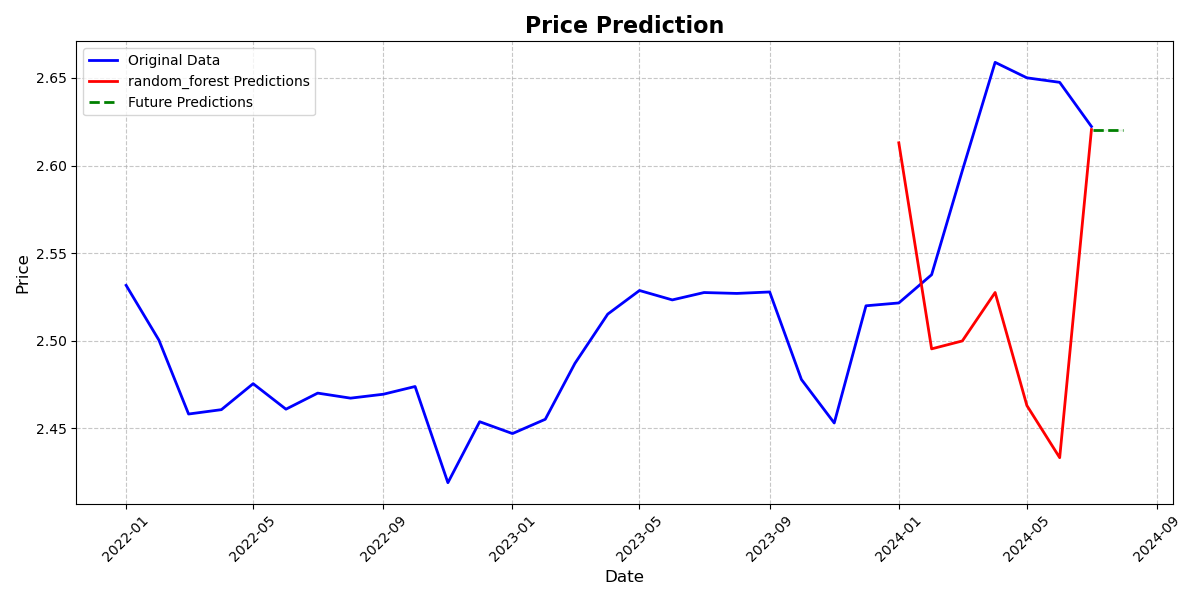 Price Prediction
Original Data
random_forest Predictions
Future Predictions
Price
2.65
2.60
2.55
2.50
2.45
2022-01
2022-05
2022-09
2023-01
2023-05
2023-09
2024-01
2024-05
2024-09
Date